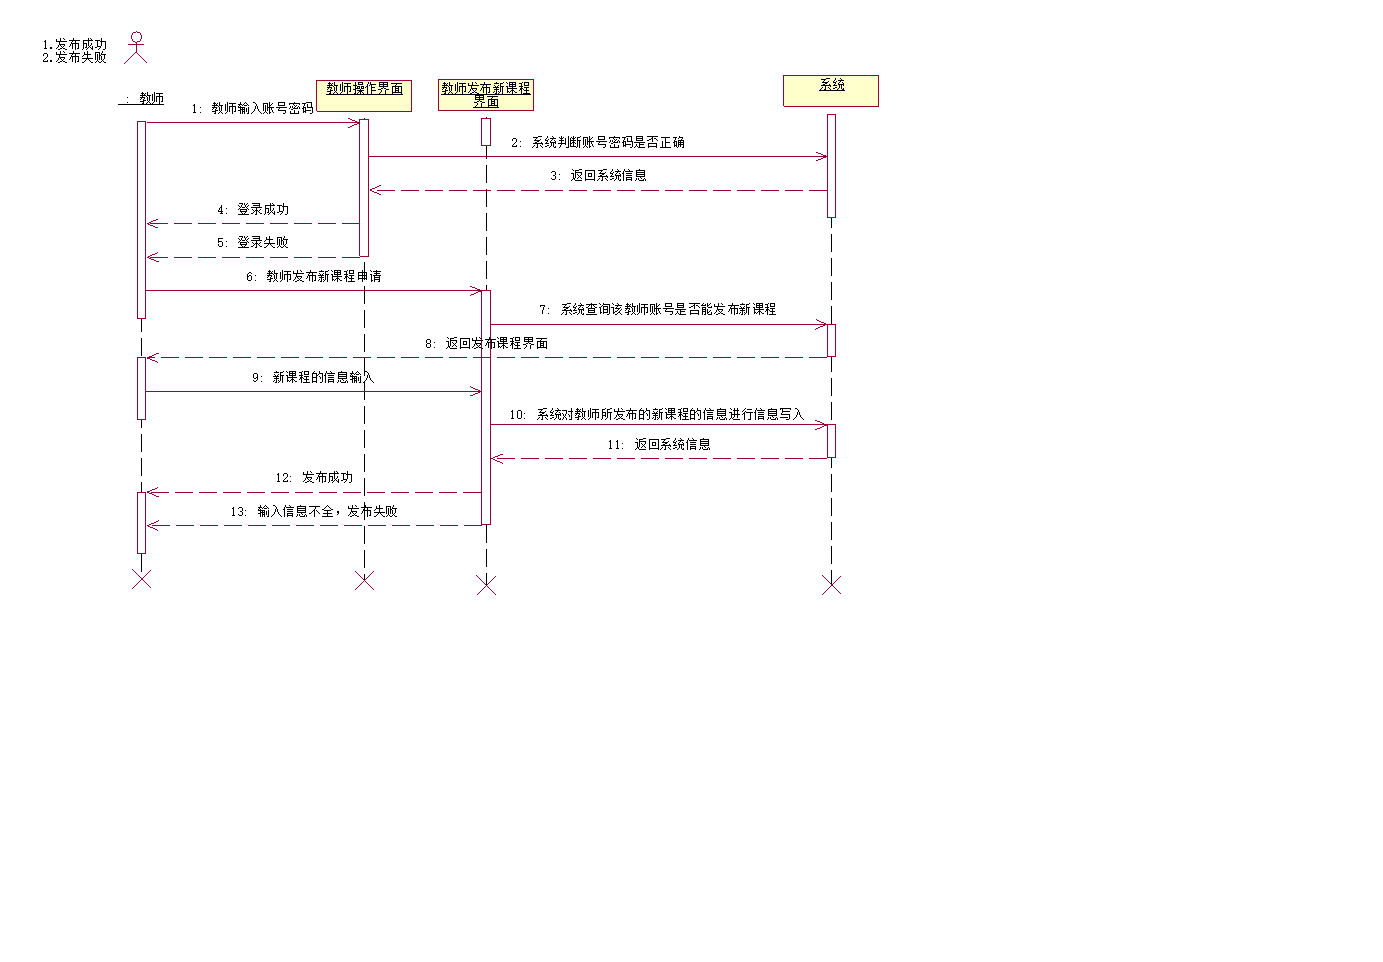 1.发布成功
2.发布失败
: 教师
教师操作界面
教师发布新课程
界面
系统
1: 教师输入账号密码
2: 系统判断账号密码是否正确
3: 返回系统信息
4: 登录成功
5: 登录失败
6: 教师发布新课程申请
7: 系统查询该教师账号是否能发布新课程
8: 返回发布课程界面
9: 新课程的信息输入
10: 系统对教师所发布的新课程的信息进行信息写入
11: 返回系统信息
12: 发布成功
13: 输入信息不全，发布失败